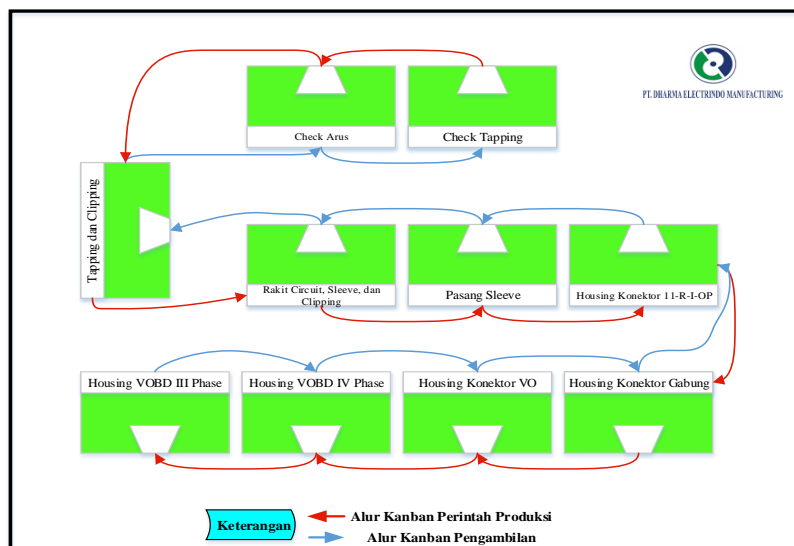 PT. DHARMA ELECTRINDO MANUFACTURING
Check Arus
Check Tapping
Tapping dan Clipping
Rakit Circuit, Sleeve, dan
Clipping
Pasang Sleeve
Housing Konektor 11-R-I-OP
Housing VOBD III Phase
Housing VOBD IV Phase
Housing Konektor VO
Housing Konektor Gabung
Keterangan
Alur Kanban Perintah Produksi
Alur Kanban Pengambilan